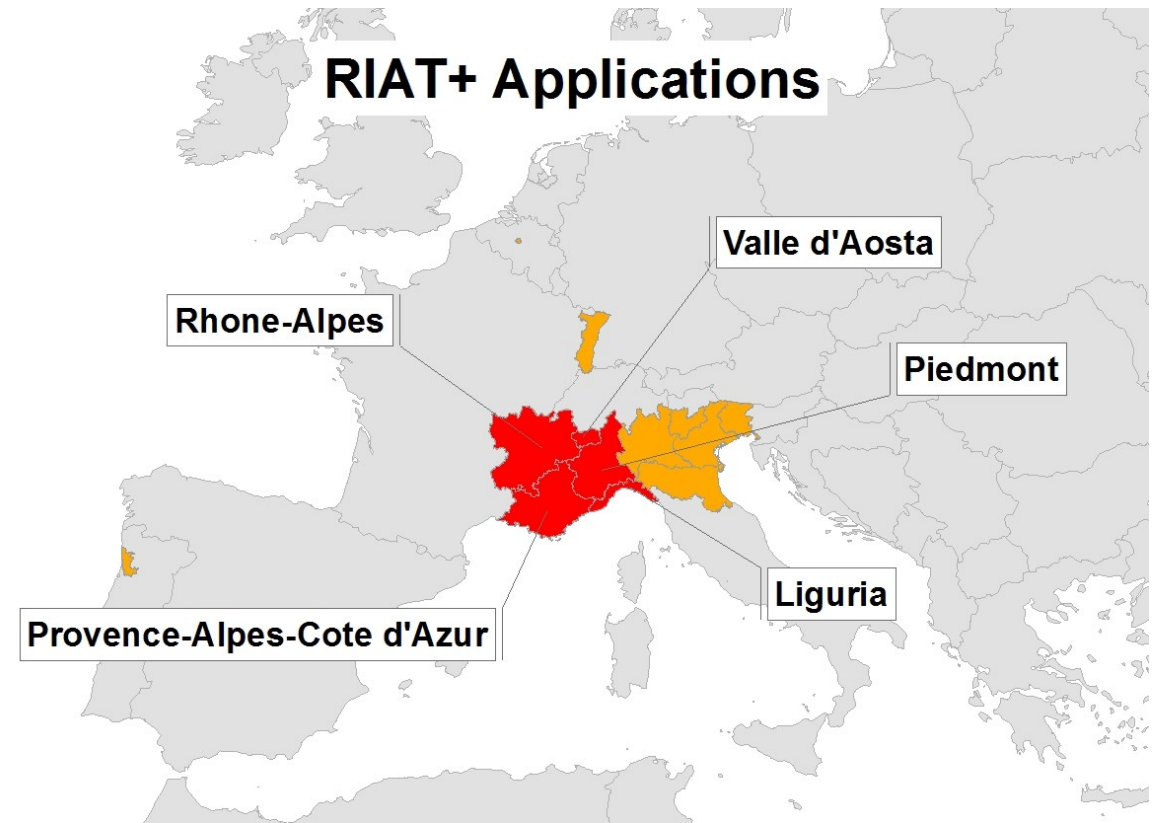 RIAT+ Applications
Valle d'Aosta
Rhone-Alpes
Piedmont
Liguria
Provence-Alpes-Cote d'Azur